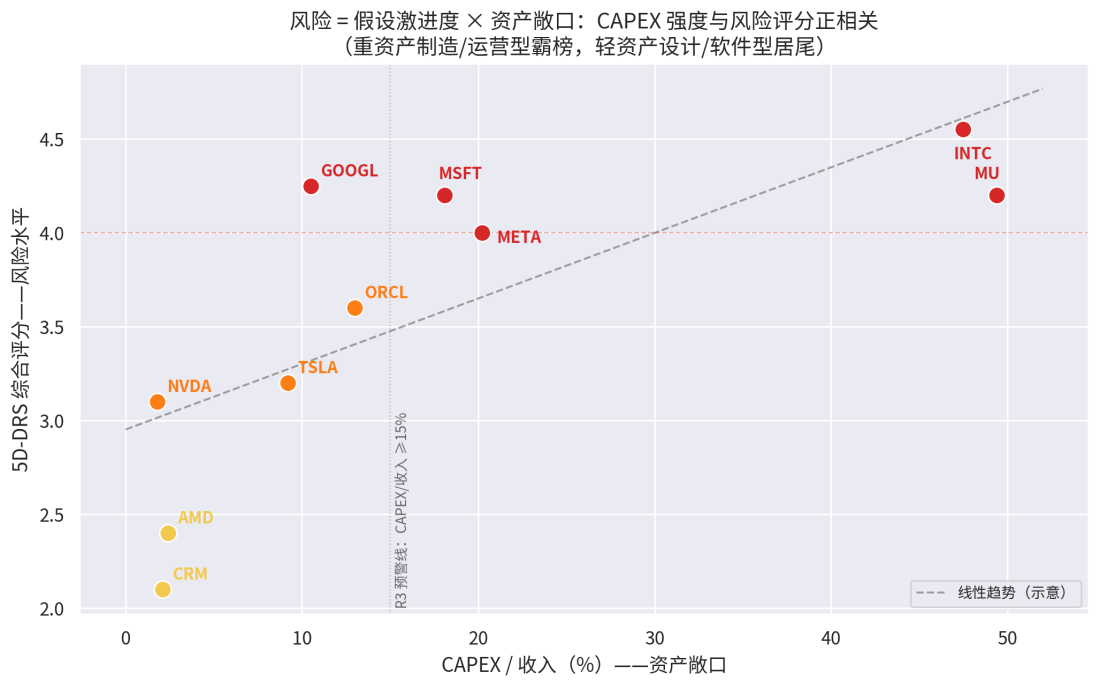 风险 = 假设激进度 × 资产敞口：CAPEX 强度与风险评分正相关
（重资产制造/运营型霸榜，轻资产设计/软件型居尾）
5D-DRS 综合评分——风险水平
4.5
4.0
3.5
3.0
2.5
2.0
GOOGL
MSFT
INTC
MU
META
ORCL
TSLA
NVDA
AMD
CRM
R3 预警线：CAPEX/收入 ≥15%
线性趋势（示意）
0
10
20
30
40
50
CAPEX / 收入（%）——资产敞口